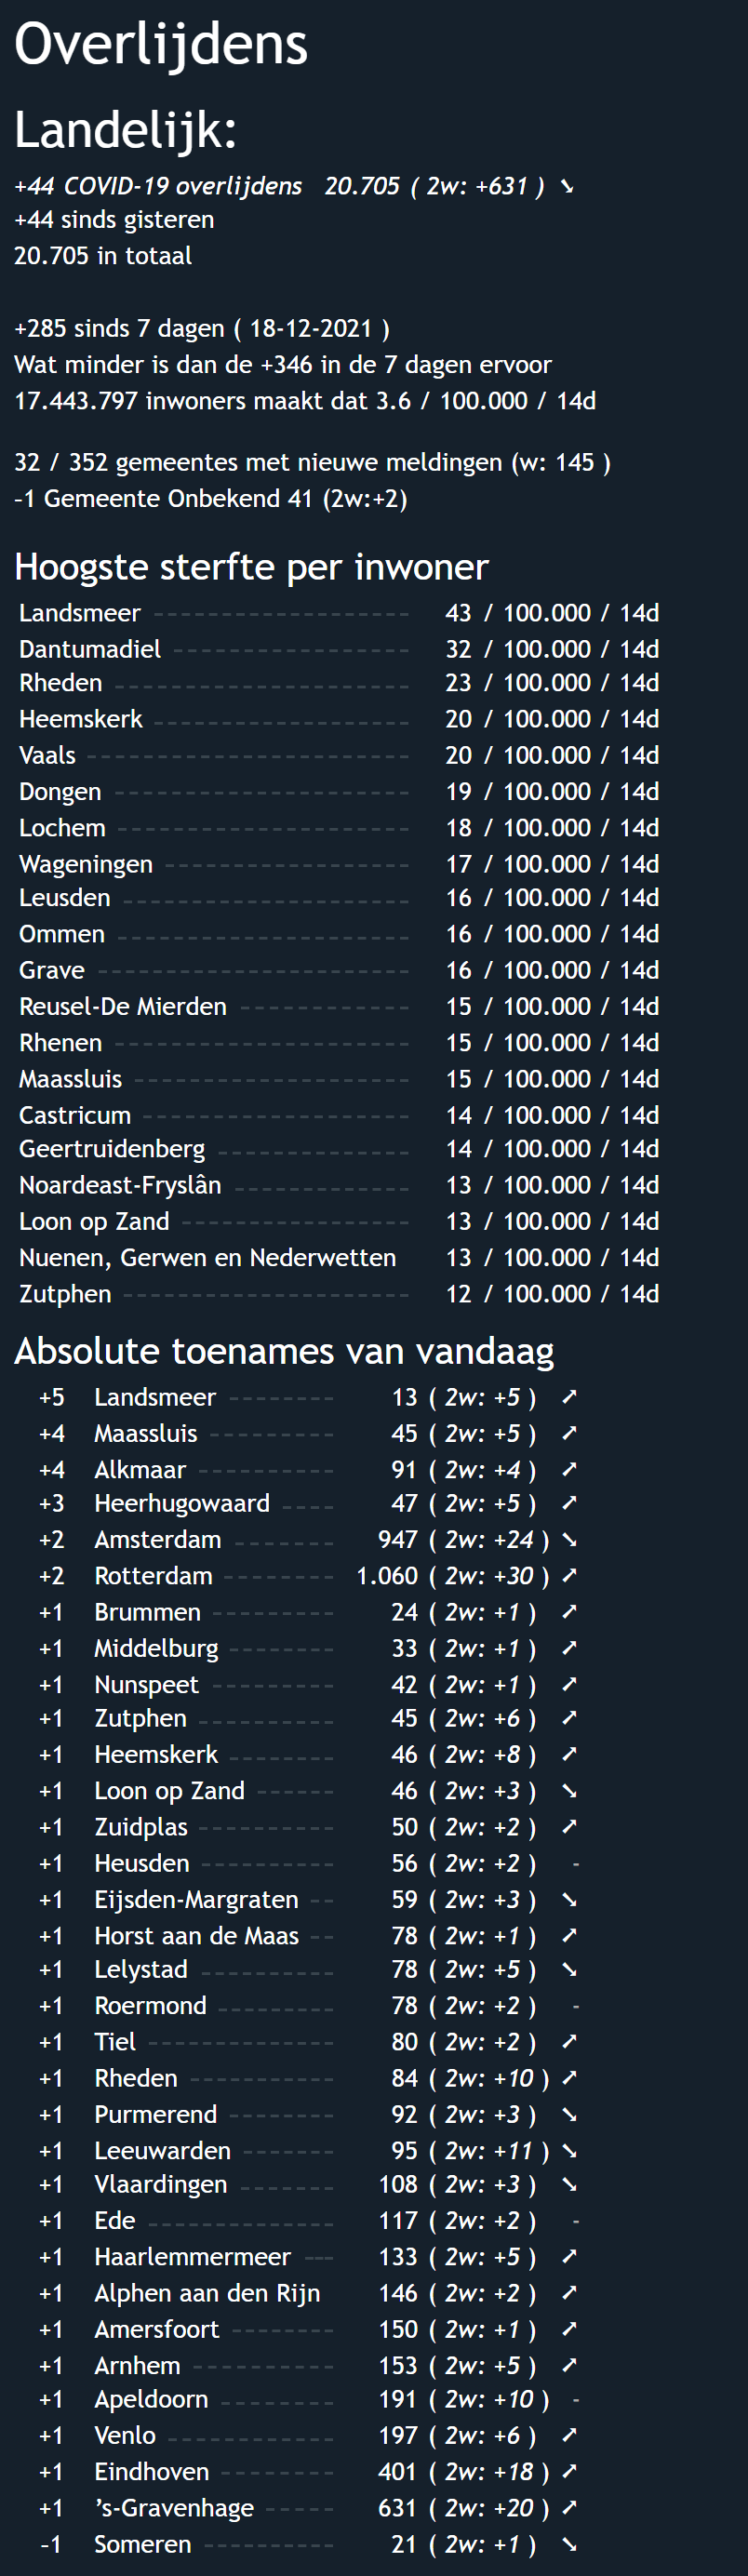 Overlijdens
Landelijk:
+44 COVID-19 overlijdens 20.705 ( 2w: +631 ) ➘
+44 sinds gisteren
20.705 in totaal
+285 sinds 7 dagen ( 18-12-2021 )
Wat minder is dan de +346 in de 7 dagen ervoor
17.443.797 inwoners maakt dat 3.6 / 100.000 / 14d
32 / 352 gemeentes met nieuwe meldingen (w: 145 )
-1 Gemeente Onbekend 41 (2w:+2)
Hoogste sterfte per inwoner
Landsmeer 43 / 100.000 / 14d
Dantumadiel 32 / 100.000 / 14d
Rheden 23 / 100.000 / 14d
Heemskerk 20 / 100.000 / 14d
Vaals 20 / 100.000 / 14d
Dongen 19 / 100.000 / 14d
Lochem 18 / 100.000 / 14d
Wageningen 17 / 100.000 / 14d
Leusden 16 / 100.000 / 14d
Ommen 16 / 100.000 / 14d
Grave 16 / 100.000 / 14d
Reusel-De Mierden 15 / 100.000 / 14d
Rhenen 15 / 100.000 / 14d
Maassluis 15 / 100.000 / 14d
Castricum 14 / 100.000 / 14d
Geertruidenberg 14 / 100.000 / 14d
Noardeast-Fryslân 13 / 100.000 / 14d
Loon op Zand 13 / 100.000 / 14d
Nuenen, Gerwen en Nederwetten 13 / 100.000 / 14d
Zutphen 12 / 100.000 / 14d
Absolute toenames van vandaag
+5 Landsmeer 13 ( 2w: +5 ) ➚
+4 Maassluis 45 ( 2w: +5 ) ➚
+4 Alkmaar 91 ( 2w: +4 ) ➚
+3 Heerhugowaard 47 ( 2w: +5 ) ➚
+2 Amsterdam 947 ( 2w: +24 ) ➘
+2 Rotterdam 1.060 ( 2w: +30 ) ➚
+1 Brummen 24 ( 2w: +1 ) ➚
+1 Middelburg 33 ( 2w: +1 ) ➚
+1 Nunspeet 42 ( 2w: +1 ) ➚
+1 Zutphen 45 ( 2w: +6 ) ➚
+1 Heemskerk 46 ( 2w: +8 ) ➚
+1 Loon op Zand 46 ( 2w: +3 ) ➘
+1 Zuidplas 50 ( 2w: +2 ) ➚
+1 Heusden 56 ( 2w: +2 ) -
+1 Eijsden-Margraten 59 ( 2w: +3 ) ➘
+1 Horst aan de Maas 78 ( 2w: +1 ) ➚
+1 Lelystad 78 ( 2w: +5 ) ➘
+1 Roermond 78 ( 2w: +2 ) -
+1 Tiel 80 ( 2w: +2 ) ➚
+1 Rheden 84 ( 2w: +10 ) ➚
+1 Purmerend 92 ( 2w: +3 ) ➘
+1 Leeuwarden 95 ( 2w: +11 ) ➘
+1 Vlaardingen 108 ( 2w: +3 ) ➘
+1 Ede 117 ( 2w: +2 ) -
+1 Haarlemmermeer 133 ( 2w: +5 ) ➚
+1 Alphen aan den Rijn 146 ( 2w: +2 ) ➚
+1 Amersfoort 150 ( 2w: +1 ) ➚
+1 Arnhem 153 ( 2w: +5 ) ➚
+1 Apeldoorn 191 ( 2w: +10 ) -
+1 Venlo 197 ( 2w: +6 ) ➚
+1 Eindhoven 401 ( 2w: +18 ) ➚
+1 ’s-Gravenhage 631 ( 2w: +20 ) ➚
-1 Someren 21 ( 2w: +1 ) ➘